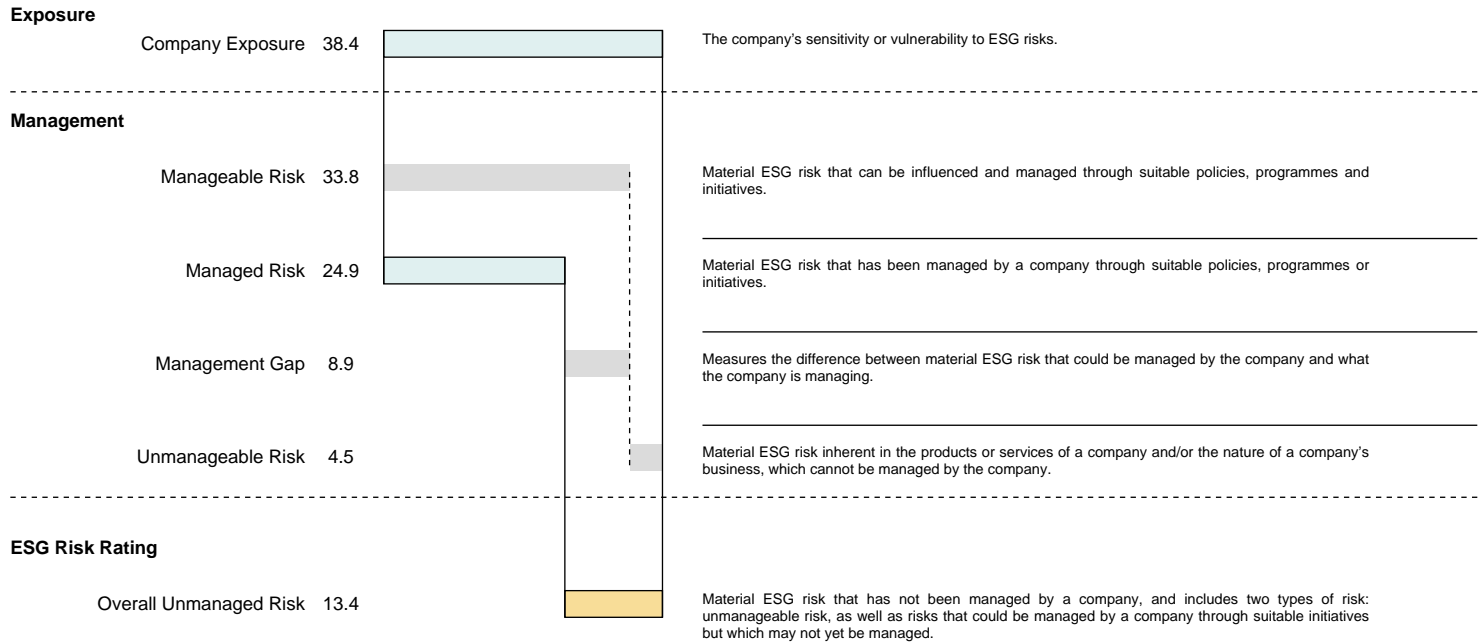 Exposure
Company Exposure 38.4
The company’s sensitivity or vulnerability to ESG risks.
Management
Manageable Risk 33.8
Material ESG risk that can be influenced and managed through suitable policies, programmes and
initiatives.
Managed Risk 24.9
Material ESG risk that has been managed by a company through suitable policies, programmes or
initiatives.
Management Gap 8.9
Measures the difference between material ESG risk that could be managed by the company and what
the company is managing.
Unmanageable Risk 4.5
Material ESG risk inherent in the products or services of a company and/or the nature of a company’s
business, which cannot be managed by the company.
ESG Risk Rating
Overall Unmanaged Risk 13.4
Material ESG risk that has not been managed by a company, and includes two types of risk:
unmanageable risk, as well as risks that could be managed by a company through suitable initiatives
but which may not yet be managed.